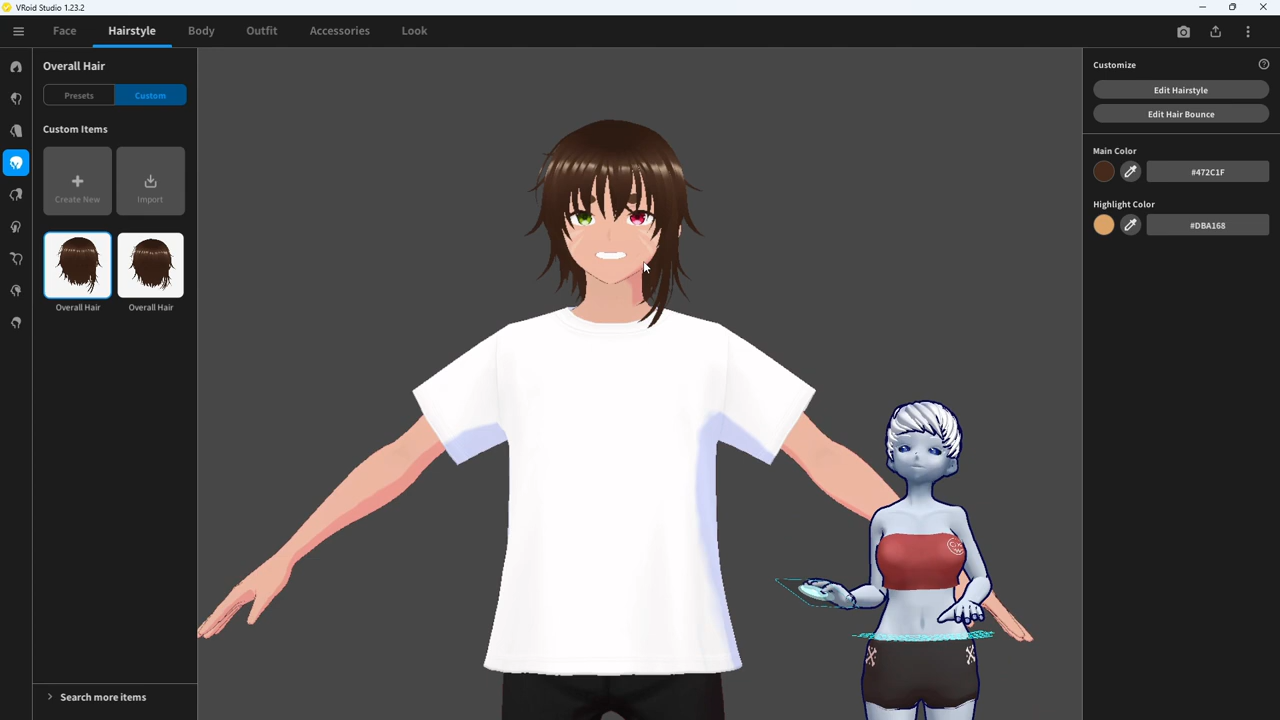 VRoid Studio 1.23.2
Face Hairstyle Body Outfit Accessories Look
Overall Hair
Presets Custom
Custom Items
Create New Import
Overall Hair Overall Hair
Search more items
Customize
Edit Hairstyle
Edit Hair Bounce
Main Color
#472C1F
Highlight Color
#DBA168